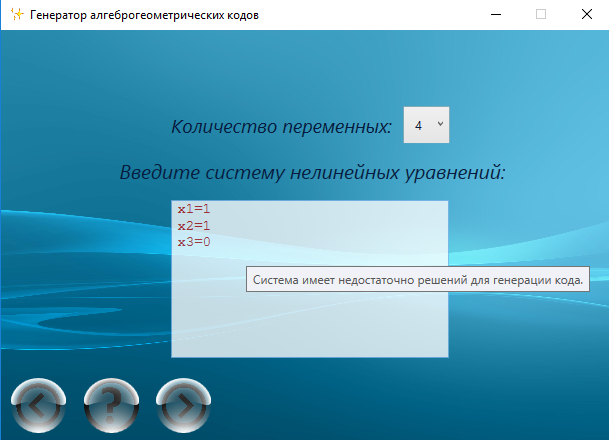 Генератор алгеброгеометрических кодов
Количество переменных: 4
Введите систему нелинейных уравнений:
x1=1
x2=1
x3=0
Система имеет недостаточно решений для генерации кода.
?